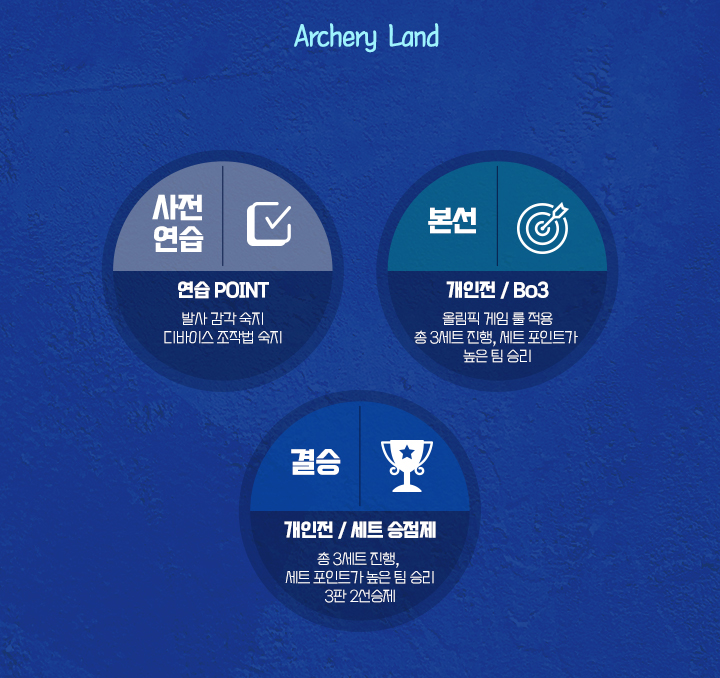 Archery Land
사전
연습
연습 POINT
발사 감각 숙지
디바이스 조작법 숙지
본선
개인전 / Bo3
올림픽 게임 룰 적용
총 3세트 진행, 세트 포인트가
높은 팀 승리
결승
개인전 / 세트 승점제
총 3세트 진행,
세트 포인트가 높은 팀 승리
3판 2선승제